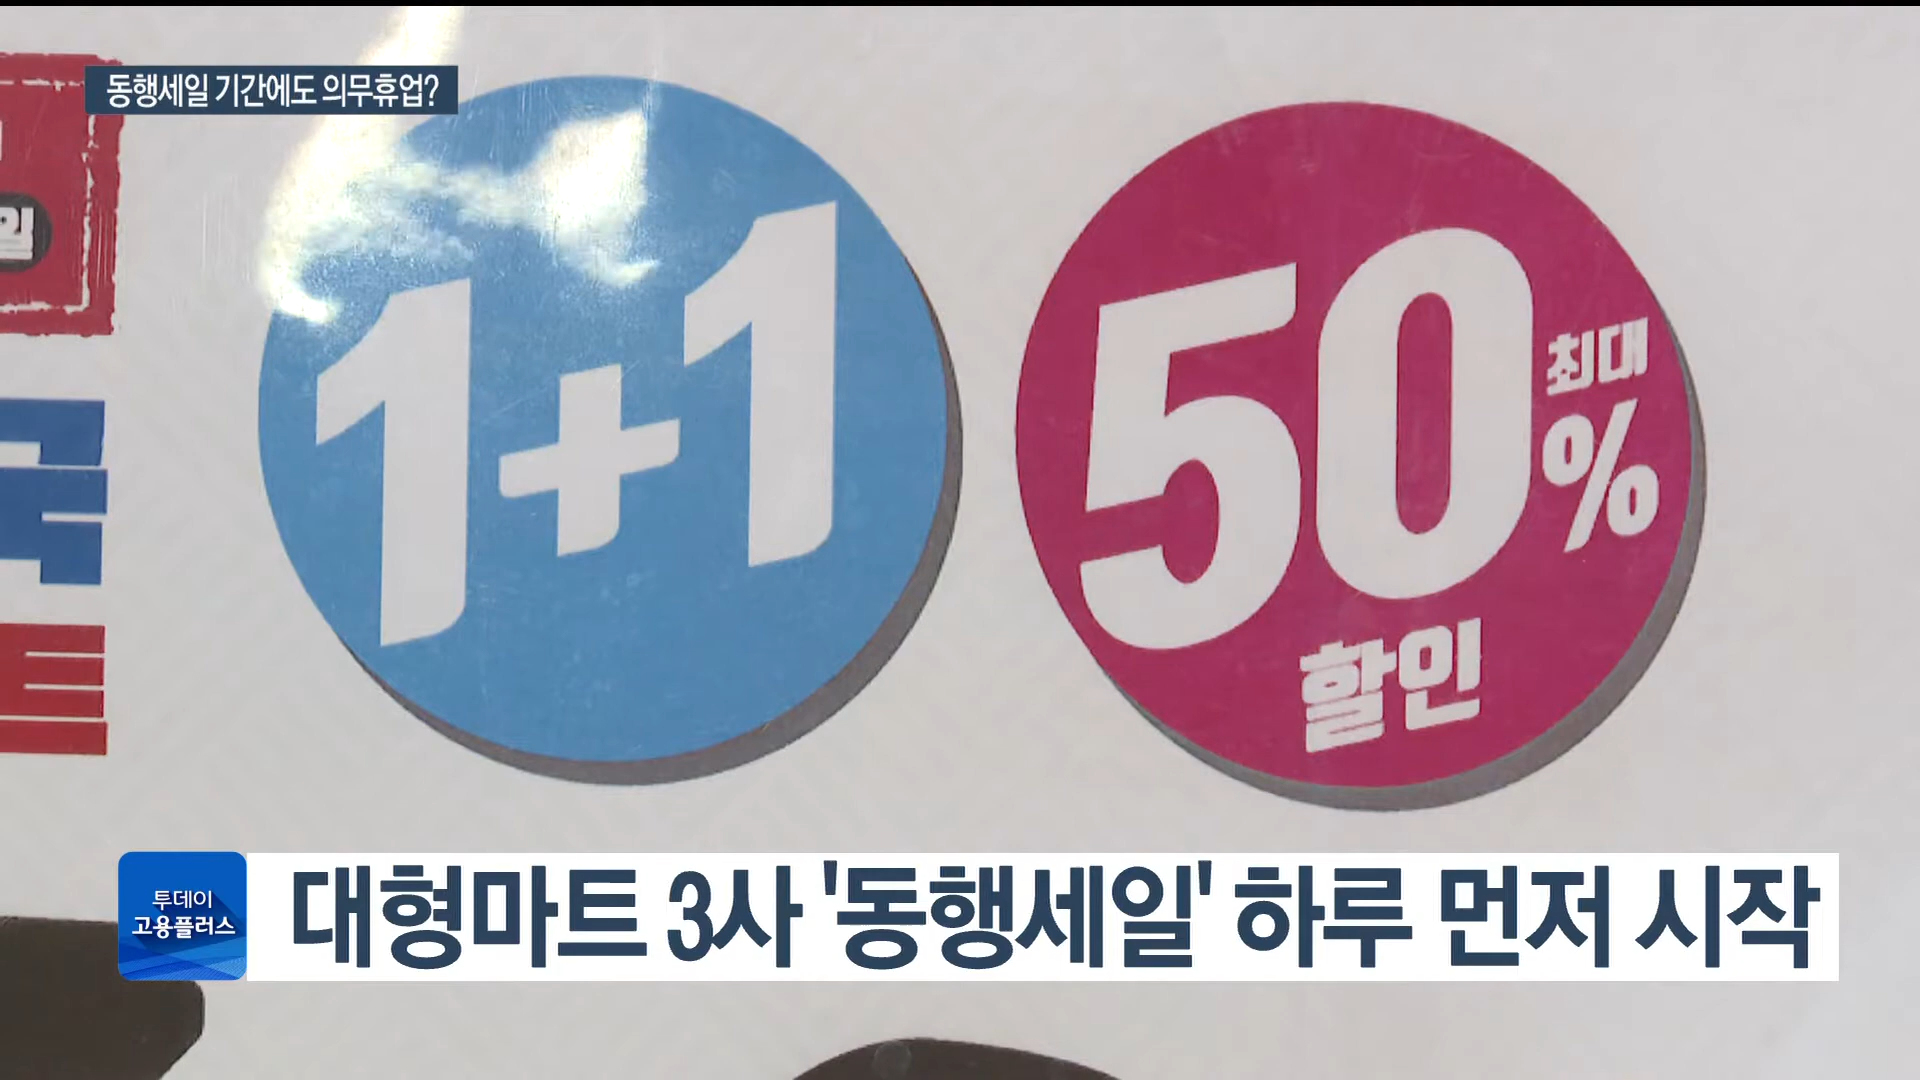 동행세일 기간에도 의무휴업?
1+1
50
최대
%
할인
투데이
고용플러스
대형마트 3사 '동행세일' 하루 먼저 시작